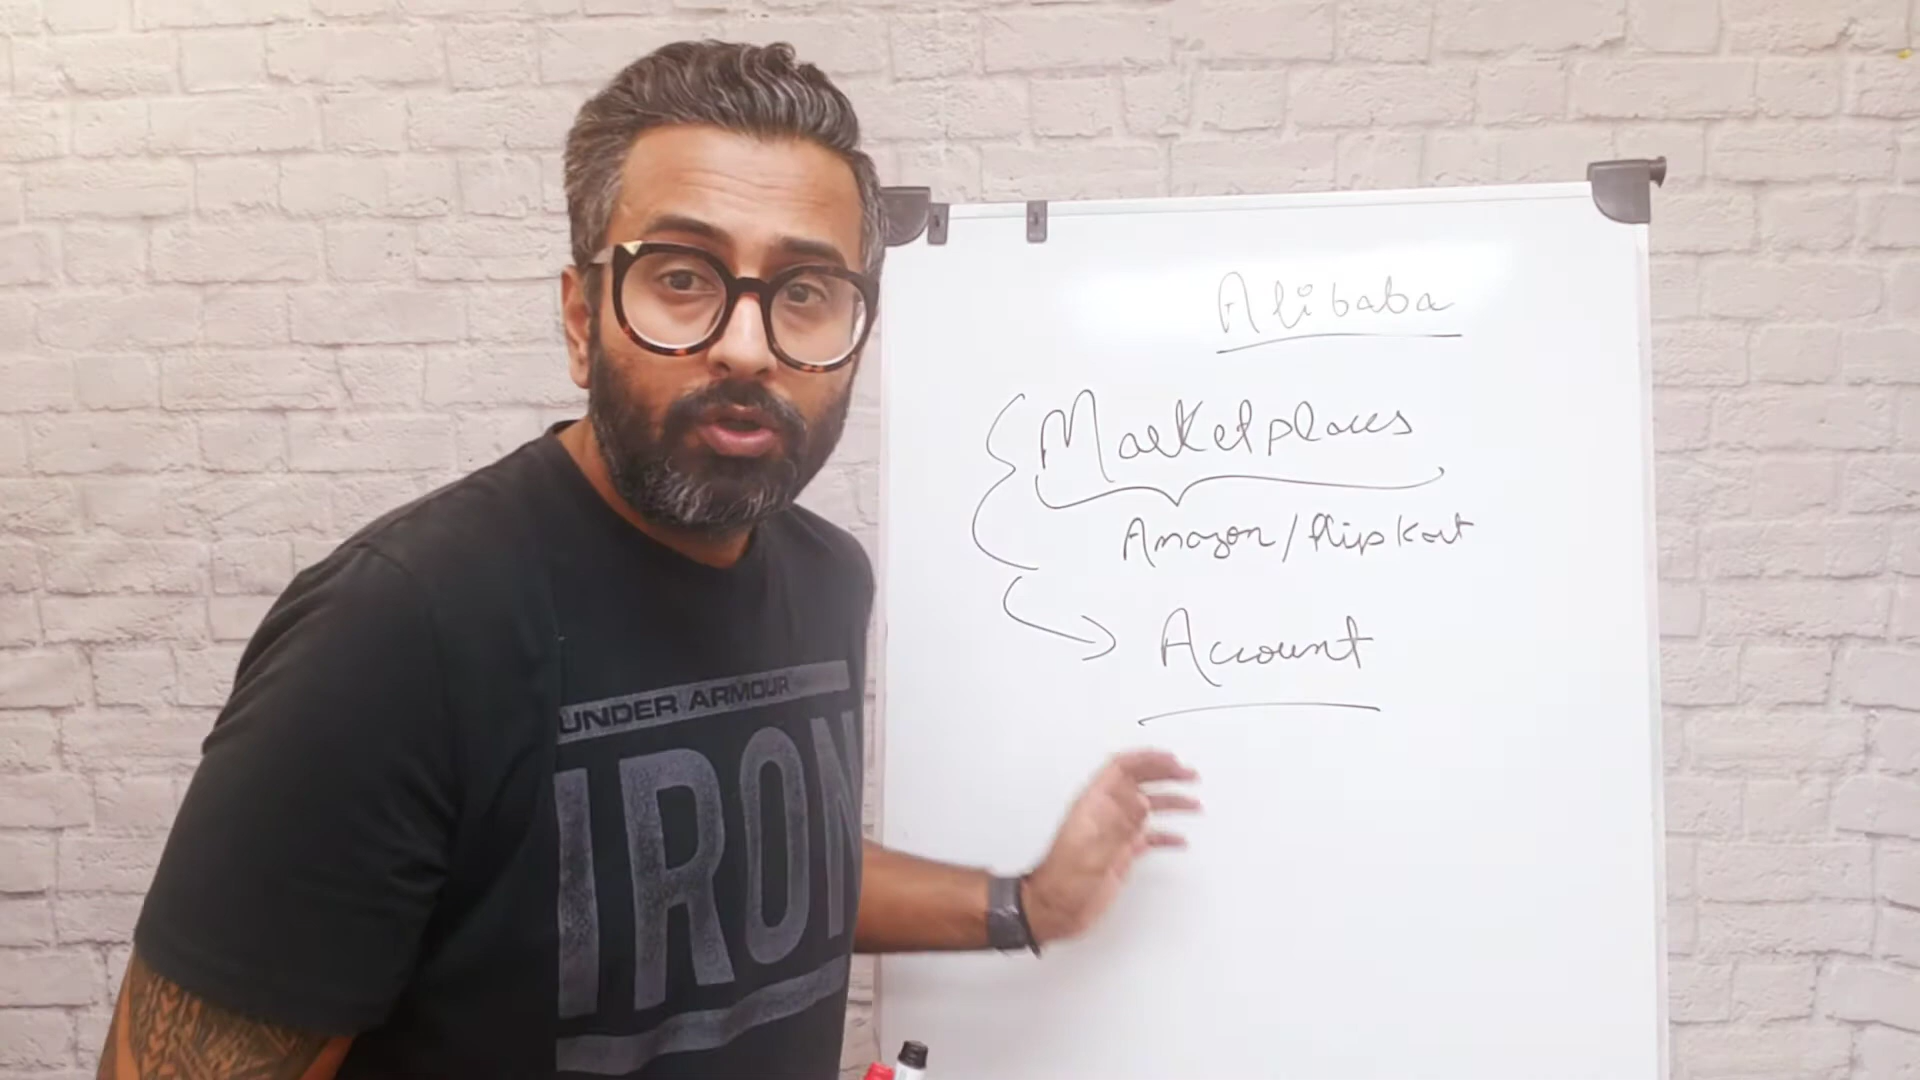 Alibaba
Marketplaces
Amazon/flipkart
Account
UNDER ARMOUR
IRON